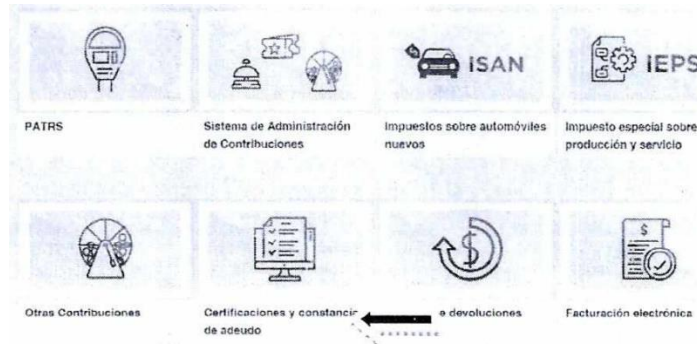 ISAN
IEPS
PATRS
Sistema de Administración
de Contribuciones
Impuestos sobre automóviles
nuevos
Impuesto especial sobre
producción y servicio
Otras Contribuciones
Certificaciones y
de adeudo
e devoluciones
Facturación electrónica